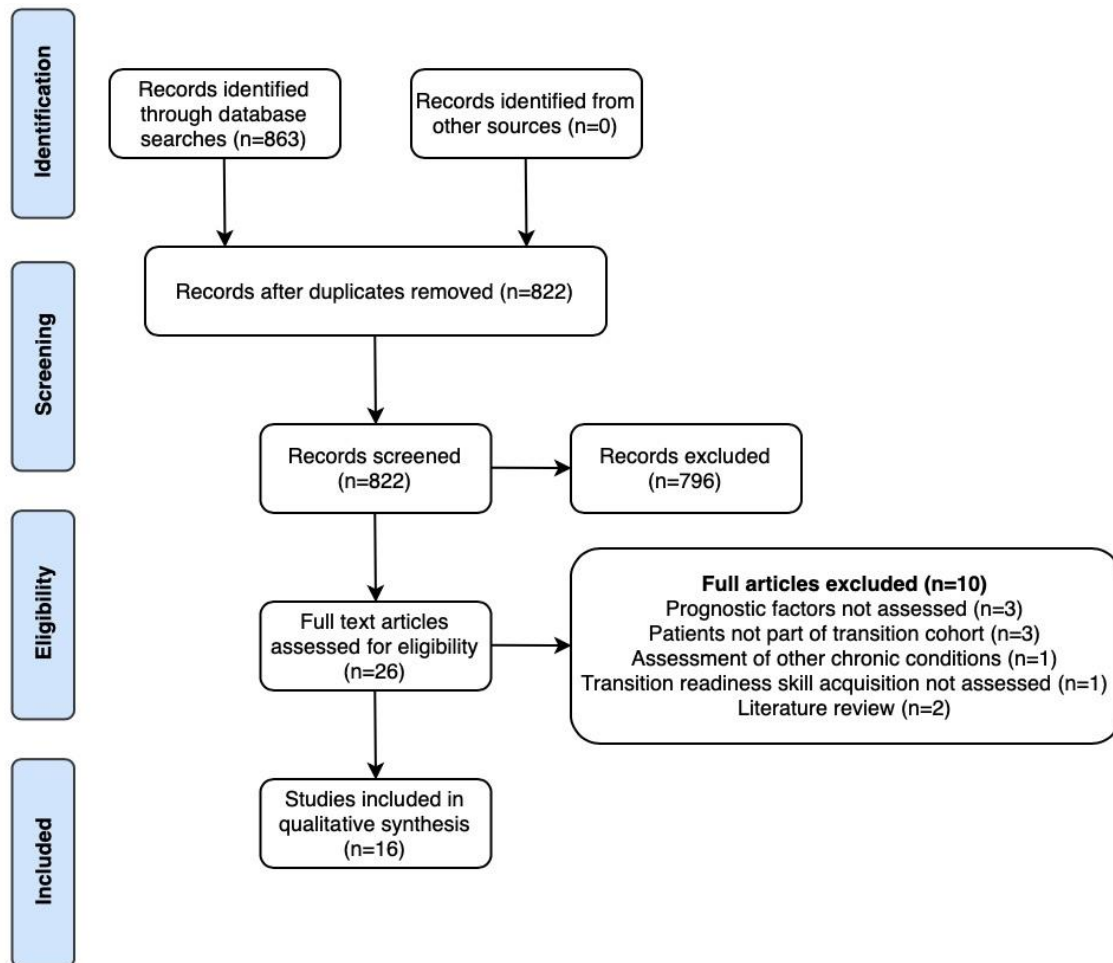 Identification
Records identified
through database
searches (n=863)
Records identified from
other sources (n=0)
Screening
Records after duplicates removed (n=822)
Records screened
(n=822)
Records excluded
(n=796)
Eligibility
Full text articles
assessed for eligibility
(n=26)
Full articles excluded (n=10)
Prognostic factors not assessed (n=3)
Patients not part of transition cohort (n=3)
Assessment of other chronic conditions (n=1)
Transition readiness skill acquisition not assessed (n=1)
Literature review (n=2)
Included
Studies included in
qualitative synthesis
(n=16)